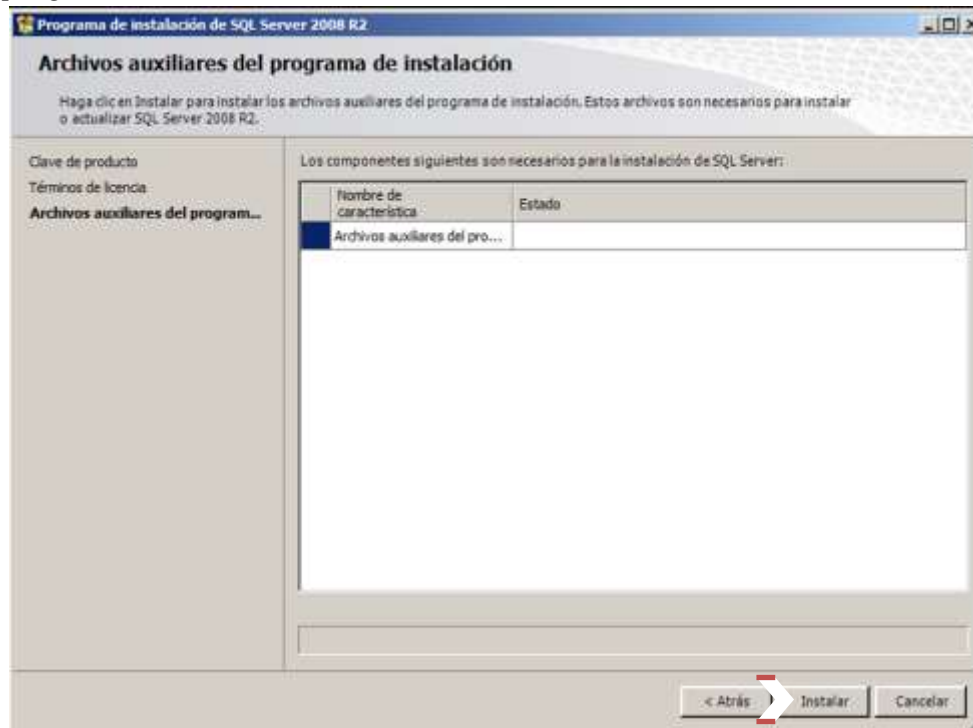 Programa de instalación de SQL Server 2008 R2
Archivos auxiliares del programa de instalación
Haga clic en Instalar para instalar los archivos auxiliares del programa de instalación. Estos archivos son necesarios para instalar
o actualizar SQL Server 2008 R2.
Clave de producto
Términos de licencia
Archivos auxiliares del program...
Los componentes siguientes son necesarios para la instalación de SQL Server:
Nombre de
característica
Estado
Archivos auxiliares del pro...
< Atrás
Instalar
Cancelar